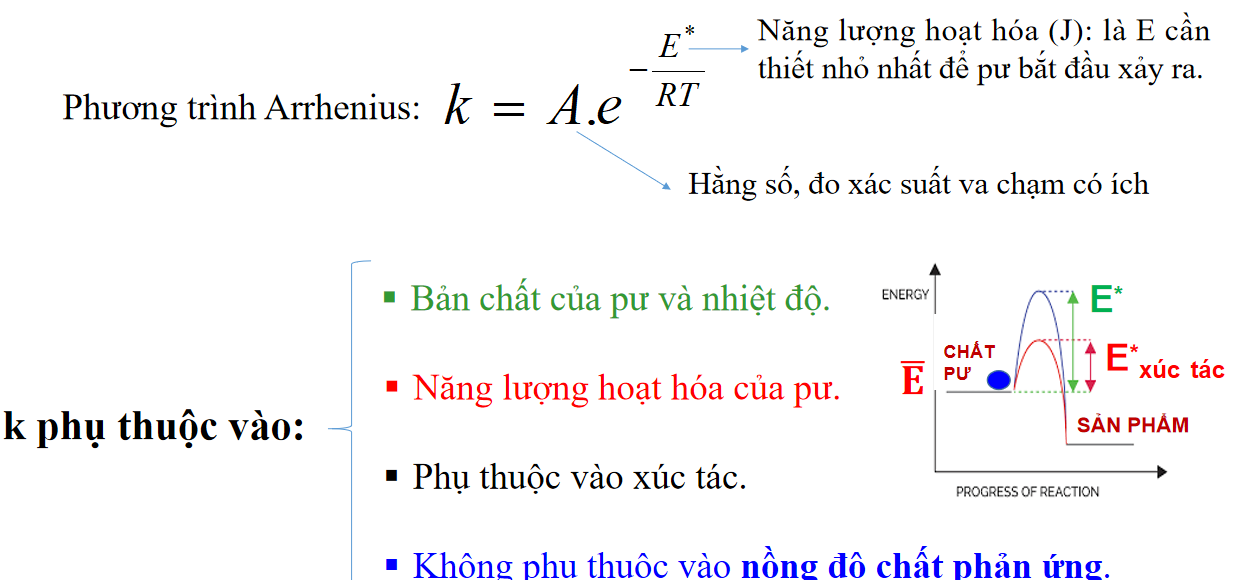 Năng lượng hoạt hóa (J): là E cần
thiết nhỏ nhất để pư bắt đầu xảy ra.
Phương trình Arrhenius: k = A.e^{-\frac{E^*}{RT}}
Hằng số, đo xác suất va chạm có ích
k phụ thuộc vào:
▪ Bản chất của pư và nhiệt độ.
▪ Năng lượng hoạt hóa của pư.
▪ Phụ thuộc vào xúc tác.
▪ Không phụ thuộc vào nồng độ chất phản ứng.
ENERGY
E*
CHẤT
PƯ
E̅
E* xúc tác
SẢN PHẨM
PROGRESS OF REACTION